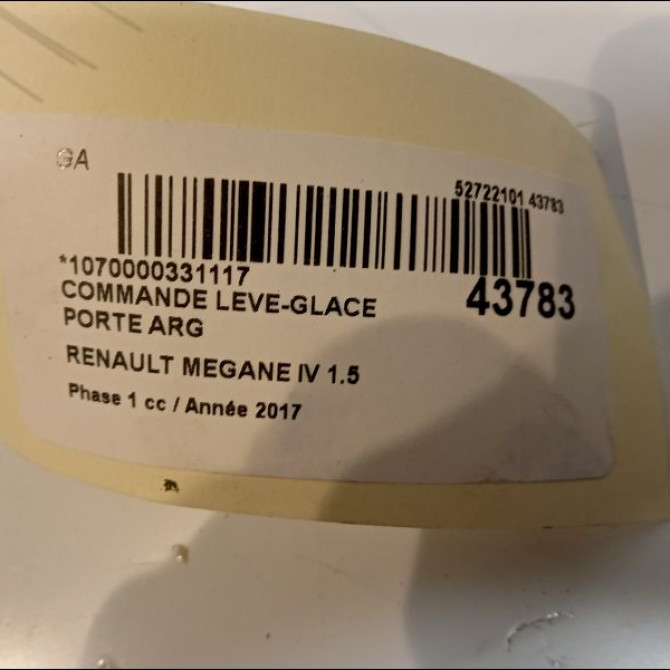 GA
52722101 43783
*1070000331117
43783
COMMANDE LEVE-GLACE
PORTE ARG
RENAULT MEGANE IV 1.5
Phase 1 cc / Année 2017